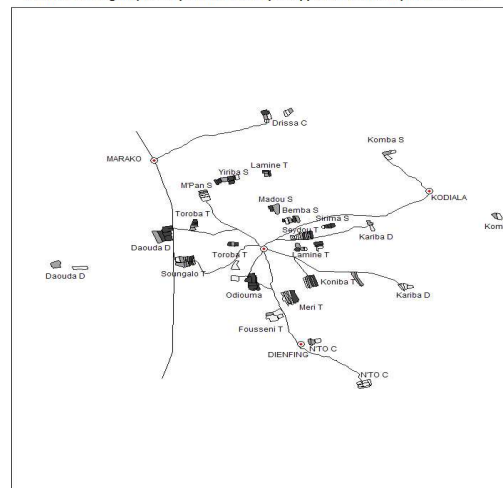 Drissa C
Komba S
MARAKO
Lamine T
Yiriba S
M'Pan S
KODIALA
Madou S
Bemba S
Toroba T
Sirima S
Seydou T
Kariba D
Daouda D
Toroba T
Lamine T
Daouda D
Soungalo T
Koniba T
Odiouma
Kariba D
Meri T
Fousseni T
N'TO C
DIENFING
N'TO C